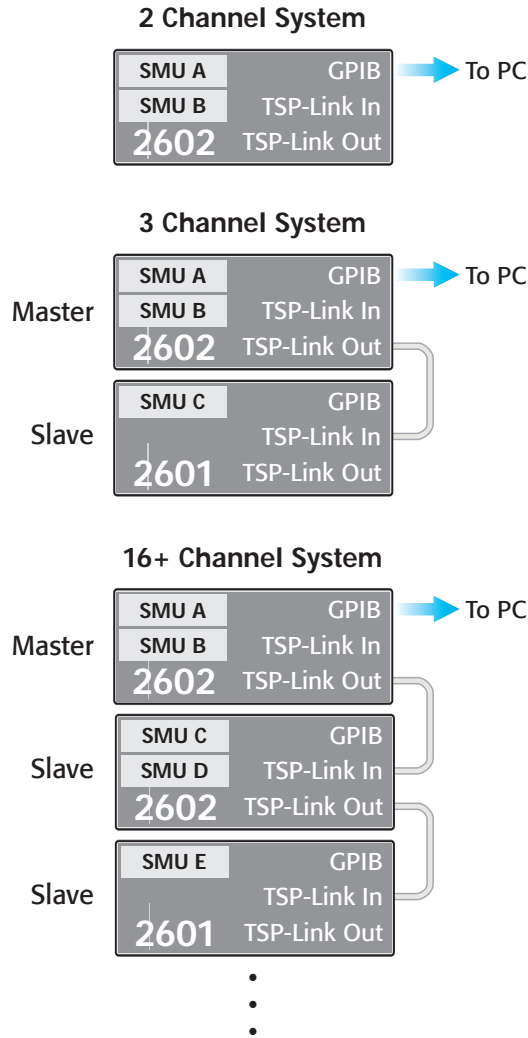 2 Channel System
SMU A GPIB To PC
SMU B TSP-Link In
2602 TSP-Link Out
3 Channel System
Master
SMU A GPIB To PC
SMU B TSP-Link In
2602 TSP-Link Out
Slave
SMU C GPIB
TSP-Link In
2601 TSP-Link Out
16+ Channel System
Master
SMU A GPIB To PC
SMU B TSP-Link In
2602 TSP-Link Out
Slave
SMU C GPIB
SMU D TSP-Link In
2602 TSP-Link Out
Slave
SMU E GPIB
TSP-Link In
2601 TSP-Link Out